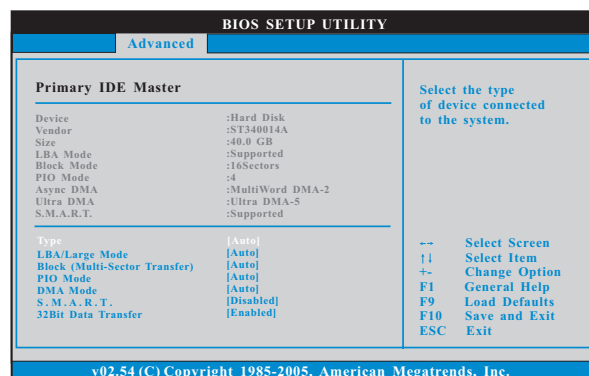 BIOS SETUP UTILITY
Advanced
Primary IDE Master
Device :Hard Disk
Vendor :ST340014A
Size :40.0 GB
LBA Mode :Supported
Block Mode :16Sectors
PIO Mode :4
Async DMA :MultiWord DMA-2
Ultra DMA :Ultra DMA-5
S.M.A.R.T. :Supported
Type [Auto]
LBA/Large Mode [Auto]
Block (Multi-Sector Transfer) [Auto]
PIO Mode [Auto]
DMA Mode [Auto]
S.M.A.R.T. [Disabled]
32Bit Data Transfer [Enabled]
Select the type
of device connected
to the system.
←→ Select Screen
↑↓ Select Item
+- Change Option
F1 General Help
F9 Load Defaults
F10 Save and Exit
ESC Exit
v02.54 (C) Copyright 1985-2005, American Megatrends, Inc.